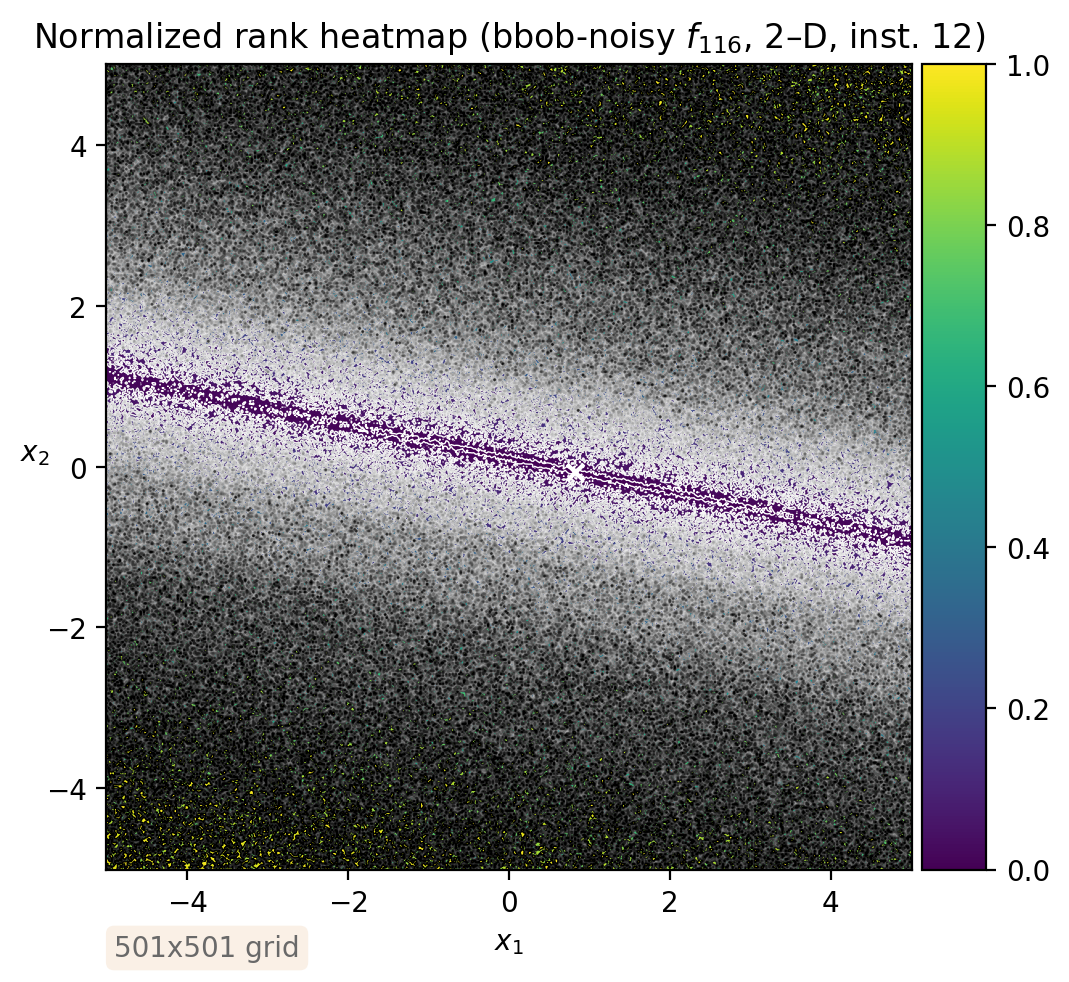 Normalized rank heatmap (bbob-noisy f₁₁₆, 2–D, inst. 12)
1.0
0.8
0.6
0.4
0.2
0.0
4
2
0
−2
−4
x₂
−4 −2 0 2 4
x₁
501x501 grid